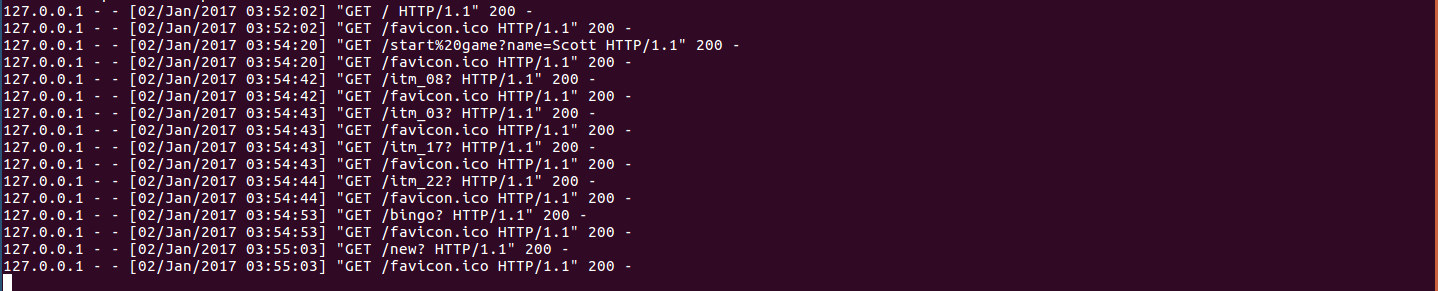 127.0.0.1 - - [02/Jan/2017 03:52:02] "GET / HTTP/1.1" 200 -
127.0.0.1 - - [02/Jan/2017 03:52:02] "GET /favicon.ico HTTP/1.1" 200 -
127.0.0.1 - - [02/Jan/2017 03:54:20] "GET /start%20game?name=Scott HTTP/1.1" 200 -
127.0.0.1 - - [02/Jan/2017 03:54:20] "GET /favicon.ico HTTP/1.1" 200 -
127.0.0.1 - - [02/Jan/2017 03:54:42] "GET /itm_08? HTTP/1.1" 200 -
127.0.0.1 - - [02/Jan/2017 03:54:42] "GET /favicon.ico HTTP/1.1" 200 -
127.0.0.1 - - [02/Jan/2017 03:54:43] "GET /itm_03? HTTP/1.1" 200 -
127.0.0.1 - - [02/Jan/2017 03:54:43] "GET /favicon.ico HTTP/1.1" 200 -
127.0.0.1 - - [02/Jan/2017 03:54:43] "GET /itm_17? HTTP/1.1" 200 -
127.0.0.1 - - [02/Jan/2017 03:54:43] "GET /favicon.ico HTTP/1.1" 200 -
127.0.0.1 - - [02/Jan/2017 03:54:44] "GET /itm_22? HTTP/1.1" 200 -
127.0.0.1 - - [02/Jan/2017 03:54:44] "GET /favicon.ico HTTP/1.1" 200 -
127.0.0.1 - - [02/Jan/2017 03:54:53] "GET /bingo? HTTP/1.1" 200 -
127.0.0.1 - - [02/Jan/2017 03:54:53] "GET /favicon.ico HTTP/1.1" 200 -
127.0.0.1 - - [02/Jan/2017 03:55:03] "GET /new? HTTP/1.1" 200 -
127.0.0.1 - - [02/Jan/2017 03:55:03] "GET /favicon.ico HTTP/1.1" 200 -